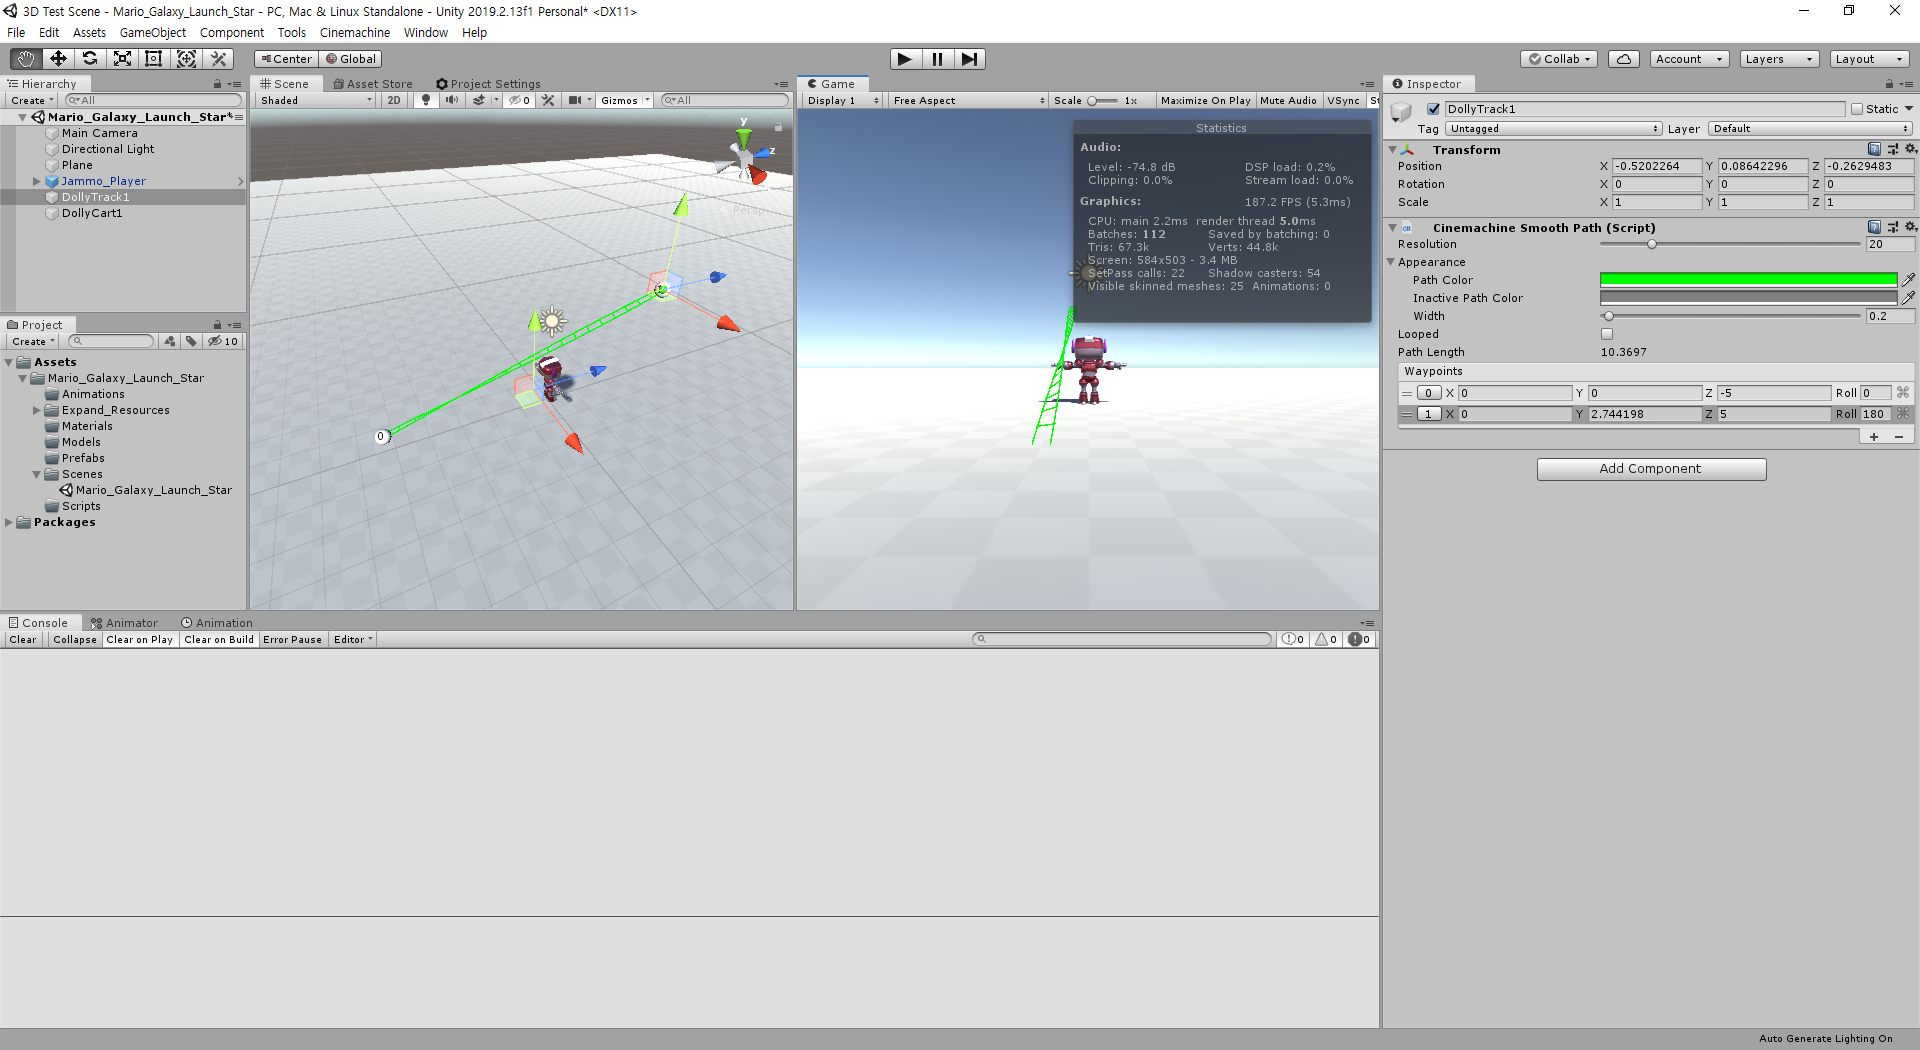 3D Test Scene - Mario_Galaxy_Launch_Star - PC, Mac & Linux Standalone - Unity 2019.2.13f1 Personal* <DX11>
File Edit Assets GameObject Component Tools Cinemachine Window Help
Center Global
Collab Account Layers Layout
Hierarchy
Create All
Mario_Galaxy_Launch_Star*
Main Camera
Directional Light
Plane
Jammo_Player
DollyTrack1
DollyCart1
Project
Create 10
Assets
Mario_Galaxy_Launch_Star
Animations
Expand_Resources
Materials
Models
Prefabs
Scenes
Mario_Galaxy_Launch_Star
Scripts
Packages
Scene Asset Store Project Settings
Shaded 2D 0 Gizmos All
y
z
Persp
0
Game
Display 1 Free Aspect Scale 1x Maximize On Play Mute Audio VSync St
Statistics
Audio:
Level: -74.8 dB DSP load: 0.2%
Clipping: 0.0% Stream load: 0.0%
Graphics: 187.2 FPS (5.3ms)
CPU: main 2.2ms render thread 5.0ms
Batches: 112 Saved by batching: 0
Tris: 67.3k Verts: 44.8k
Screen: 584x503 - 3.4 MB
SetPass calls: 22 Shadow casters: 54
Visible skinned meshes: 25 Animations: 0
Inspector
DollyTrack1 Static
Tag Untagged Layer Default
Transform
Position X -0.5202264 Y 0.08642296 Z -0.2629483
Rotation X 0 Y 0 Z 0
Scale X 1 Y 1 Z 1
Cinemachine Smooth Path (Script)
Resolution 20
Appearance
Path Color
Inactive Path Color
Width 0.2
Looped
Path Length 10.3697
Waypoints
0 X 0 Y 0 Z -5 Roll 0
1 X 0 Y 2.744198 Z 5 Roll 180
+ −
Add Component
Console Animator Animation
Clear Collapse Clear on Play Clear on Build Error Pause Editor 0 0 0
Auto Generate Lighting On